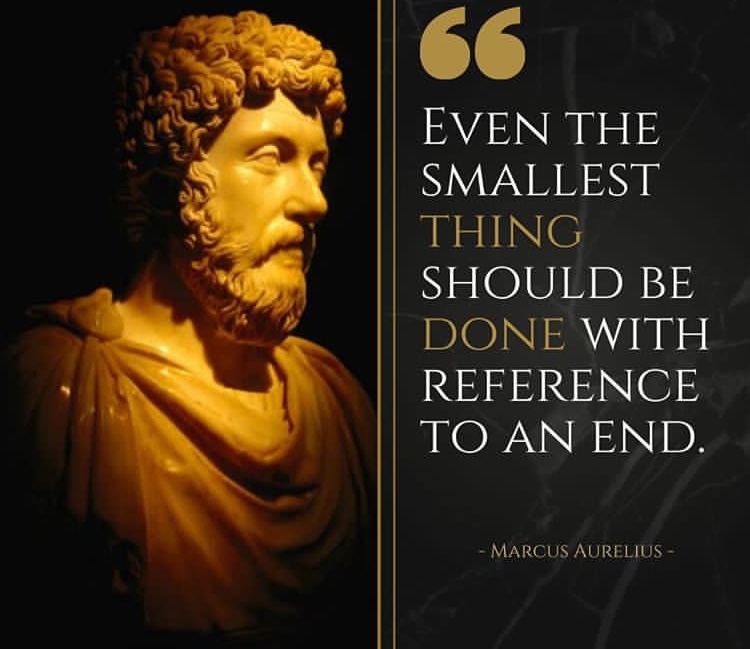 “
EVEN THE
SMALLEST
THING
SHOULD BE
DONE WITH
REFERENCE
TO AN END.
- MARCUS AURELIUS -